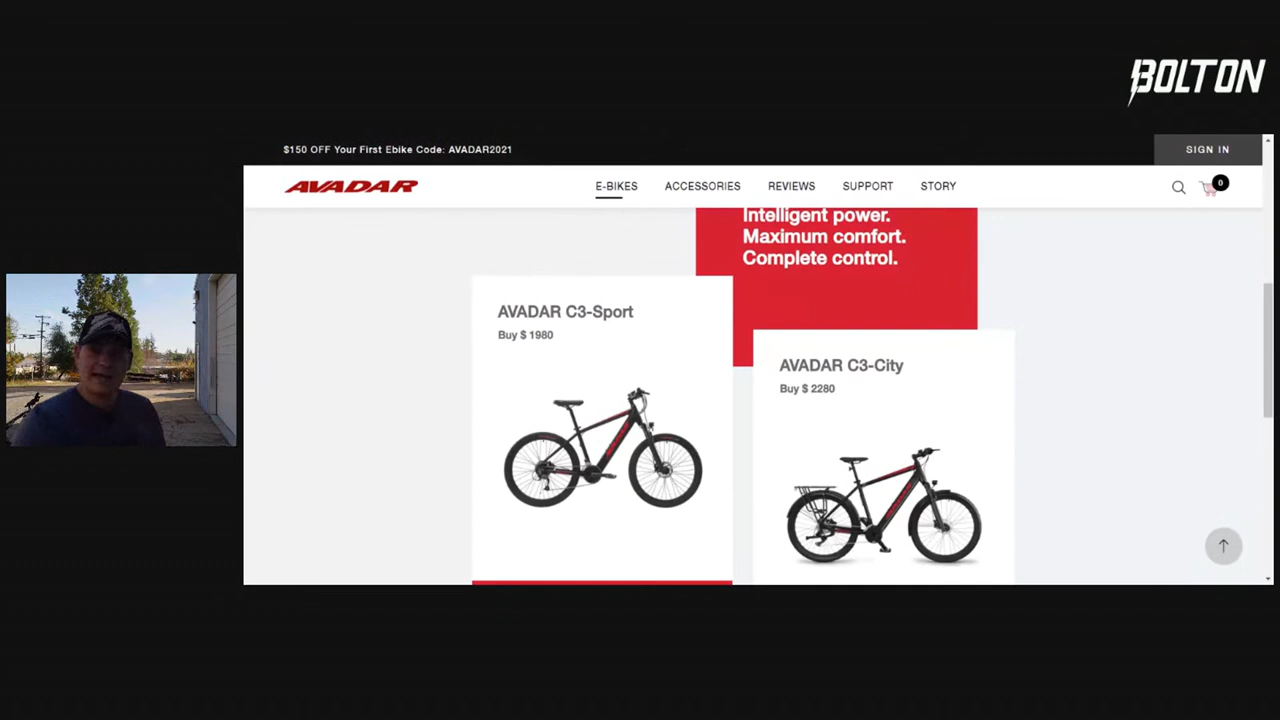 BOLTON
$150 OFF Your First Ebike Code: AVADAR2021
SIGN IN
AVADAR
E-BIKES
ACCESSORIES
REVIEWS
SUPPORT
STORY
0
Intelligent power.
Maximum comfort.
Complete control.
AVADAR C3-Sport
Buy $ 1980
AVADAR C3-City
Buy $ 2280